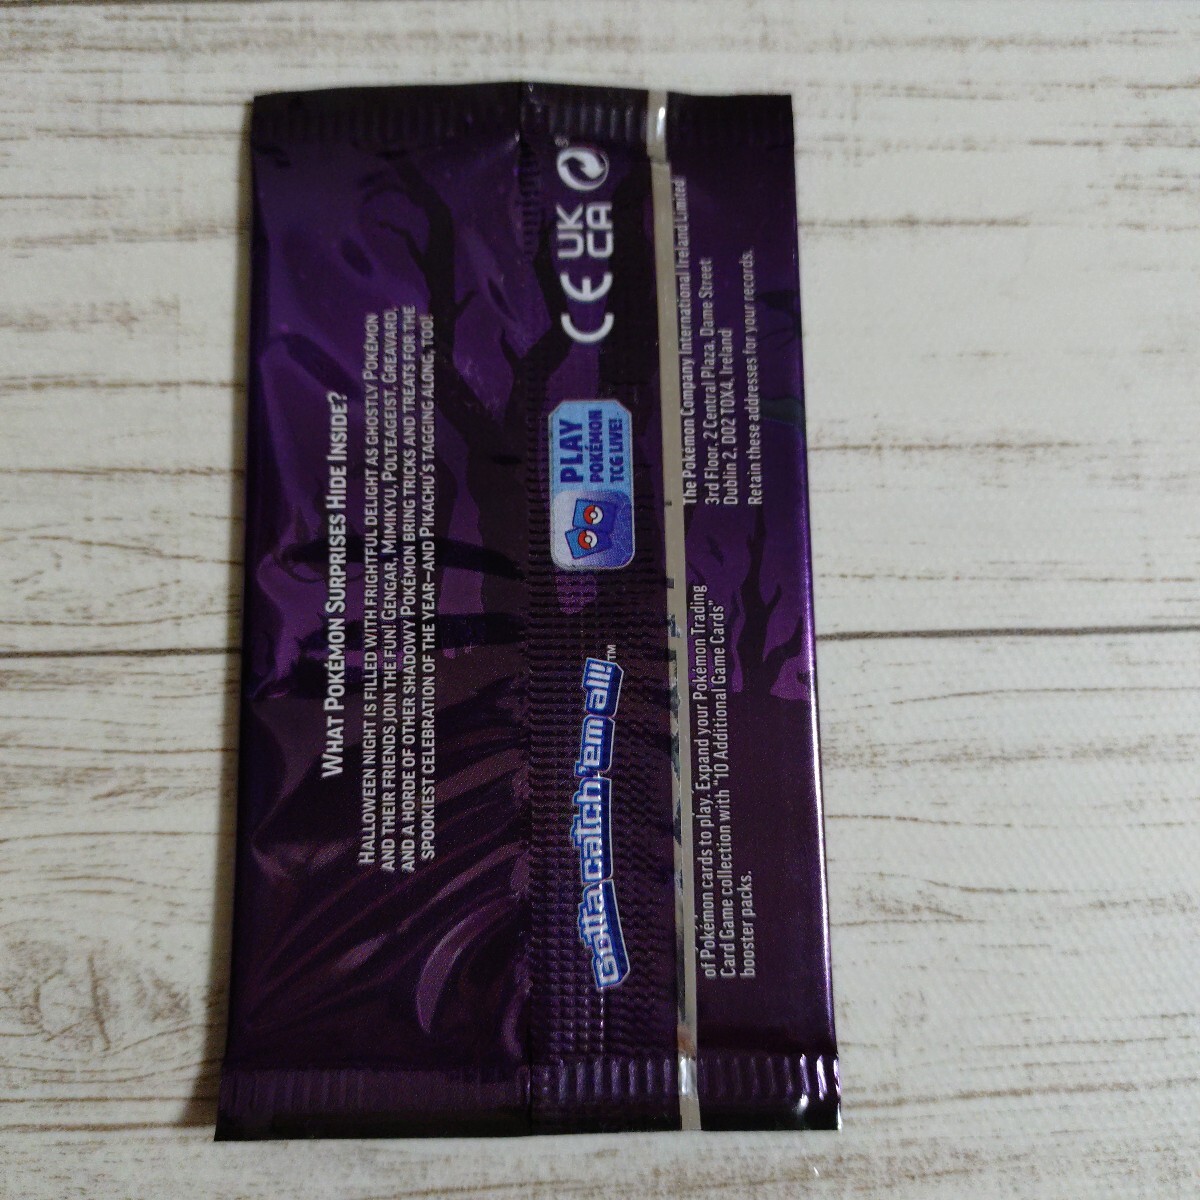 WHAT POKÉMON SURPRISES HIDE INSIDE?
HALLOWEEN NIGHT IS FILLED WITH FRIGHTFUL DELIGHT AS GHOSTLY POKÉMON
AND THEIR FRIENDS JOIN THE FUN! GENGAR, MIMIKYU, POLTEAGEIST, GREAVARD,
AND A HORDE OF OTHER SHADOWY POKÉMON BRING TRICKS AND TREATS FOR THE
SPOOKIEST CELEBRATION OF THE YEAR—AND PIKACHU'S TAGGING ALONG, TOO!
Gotta catch 'em all!™
PLAY
POKÉMON
TCG LIVE!
CE
UK
CA
of Pokémon cards to play. Expand your Pokémon Trading
Card Game collection with "10 Additional Game Cards"
booster packs.
The Pokémon Company International Ireland Limited
3rd Floor, 2 Central Plaza, Dame Street
Dublin 2, D02 T0X4, Ireland
Retain these addresses for your records.